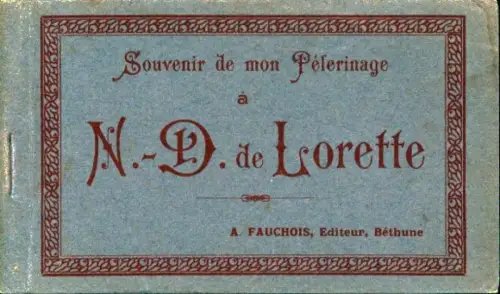 Souvenir de mon Pélerinage
à
N.-D. de Lorette
A. FAUCHOIS, Editeur, Béthune